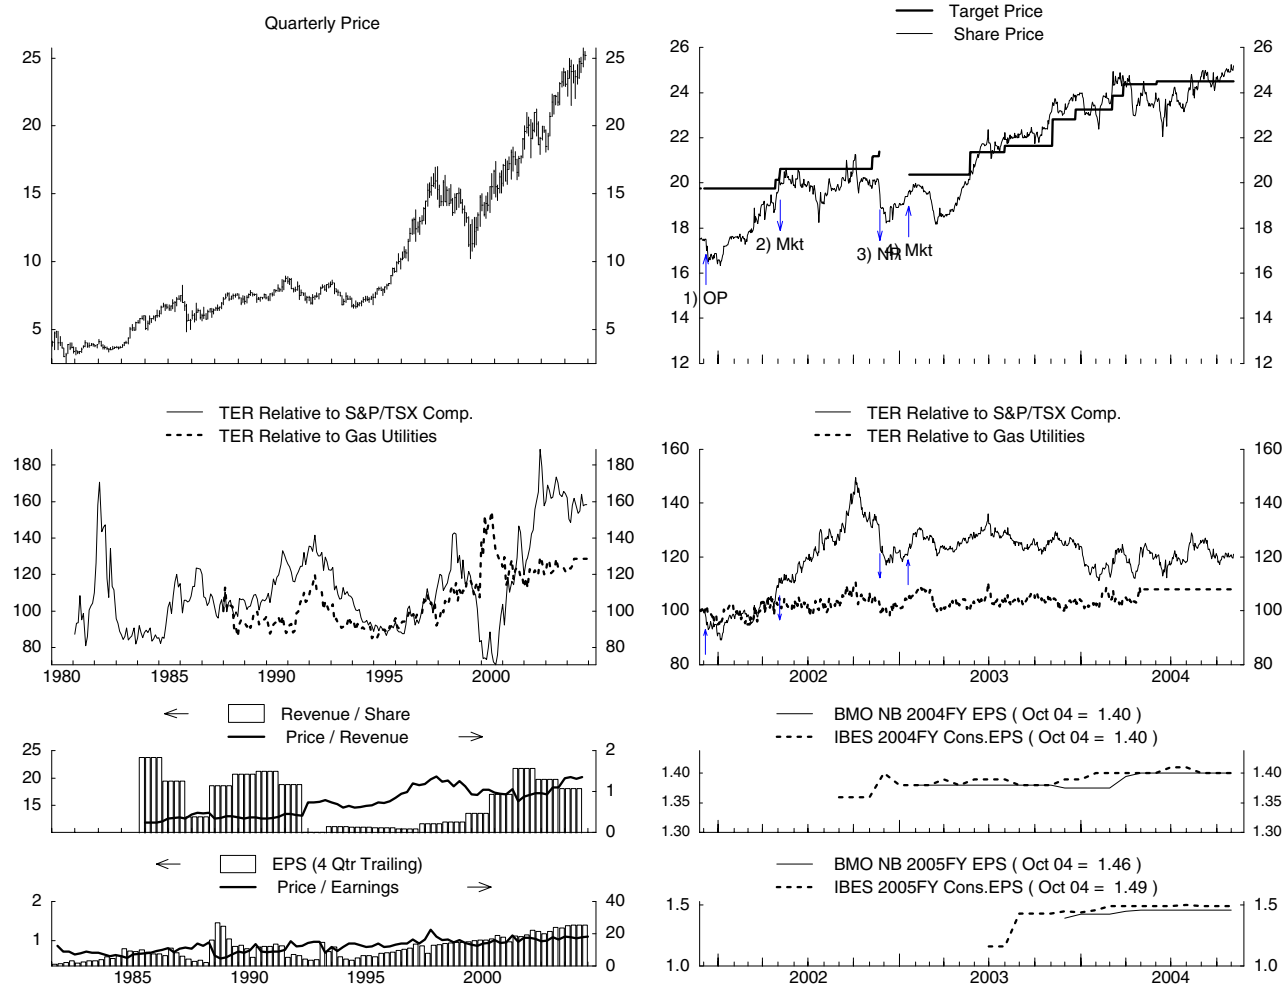 Quarterly Price
25 25
20 20
15 15
10 10
5 5
Target Price
Share Price
26 26
24 24
22 22
20 20
18 18
16 16
14 14
12 12
1) OP
2) Mkt
3) NR
4) Mkt
TER Relative to S&P/TSX Comp.
TER Relative to Gas Utilities
180 180
160 160
140 140
120 120
100 100
80 80
1980 1985 1990 1995 2000
TER Relative to S&P/TSX Comp.
TER Relative to Gas Utilities
160 160
140 140
120 120
100 100
80 80
2002 2003 2004
Revenue / Share
Price / Revenue
25 2
20
15 1
0
BMO NB 2004FY EPS ( Oct 04 = 1.40 )
IBES 2004FY Cons.EPS ( Oct 04 = 1.40 )
1.40 1.40
1.35 1.35
1.30 1.30
EPS (4 Qtr Trailing)
Price / Earnings
2 40
1 20
0
1985 1990 1995 2000
BMO NB 2005FY EPS ( Oct 04 = 1.46 )
IBES 2005FY Cons.EPS ( Oct 04 = 1.49 )
1.5 1.5
1.0 1.0
2002 2003 2004